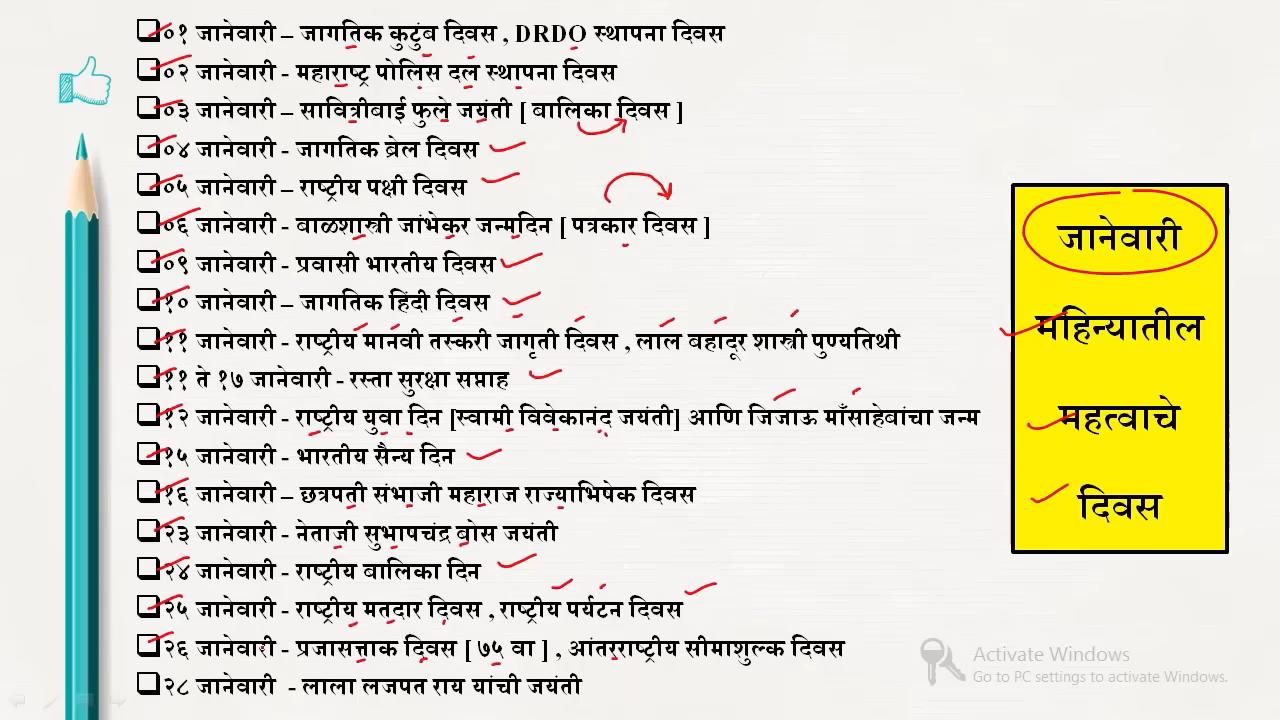 ०१ जानेवारी – जागतिक कुटुंब दिवस , DRDO स्थापना दिवस
०२ जानेवारी - महाराष्ट्र पोलिस दल स्थापना दिवस
०३ जानेवारी – सावित्रीबाई फुले जयंती [ बालिका दिवस ]
०४ जानेवारी - जागतिक ब्रेल दिवस
०५ जानेवारी – राष्ट्रीय पक्षी दिवस
०६ जानेवारी - बाळशास्त्री जांभेकर जन्मदिन [ पत्रकार दिवस ]
०९ जानेवारी - प्रवासी भारतीय दिवस
१० जानेवारी – जागतिक हिंदी दिवस
११ जानेवारी - राष्ट्रीय मानवी तस्करी जागृती दिवस , लाल बहादूर शास्त्री पुण्यतिथी
११ ते १७ जानेवारी - रस्ता सुरक्षा सप्ताह
१२ जानेवारी - राष्ट्रीय युवा दिन [स्वामी विवेकानंद जयंती] आणि जिजाऊ माँसाहेबांचा जन्म
१५ जानेवारी - भारतीय सैन्य दिन
१६ जानेवारी – छत्रपती संभाजी महाराज राज्याभिषेक दिवस
२३ जानेवारी - नेताजी सुभाषचंद्र बोस जयंती
२४ जानेवारी - राष्ट्रीय बालिका दिन
२५ जानेवारी - राष्ट्रीय मतदार दिवस , राष्ट्रीय पर्यटन दिवस
२६ जानेवारी - प्रजासत्ताक दिवस [ ७५ वा ] , आंतरराष्ट्रीय सीमाशुल्क दिवस
२८ जानेवारी - लाला लजपत राय यांची जयंती
जानेवारी
महिन्यातील
महत्वाचे
दिवस
Activate Windows
Go to PC settings to activate Windows.